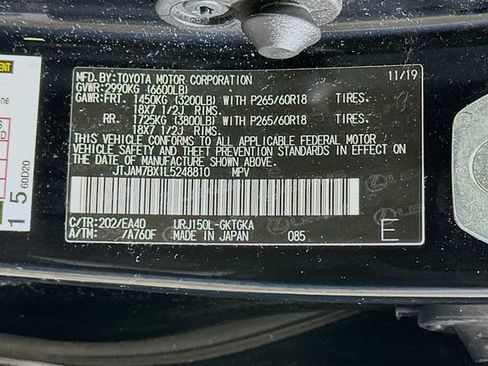 MFD. BY: TOYOTA MOTOR CORPORATION 11/19
GVWR: 2990KG (6600LB)
GAWR: FRT. 1450KG (3200LB) WITH P265/60R18 TIRES.
18X7 1/2J RIMS.
RR. 1725KG (3800LB) WITH P265/60R18 TIRES.
18X7 1/2J RIMS.
THIS VEHICLE CONFORMS TO ALL APPLICABLE FEDERAL MOTOR
VEHICLE SAFETY AND THEFT PREVENTION STANDARDS IN EFFECT
ON THE DATE OF MANUFACTURE SHOWN ABOVE.
JTJAM7BX1L5248810 MPV
C/TR: 202/EA40 URJ150L-GKTGKA
A/TM: /A760F MADE IN JAPAN 085 E
15 60D20